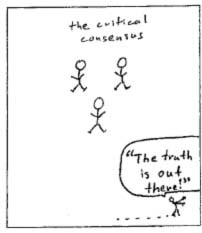 the critical
consensus
"The truth
is out
there!"